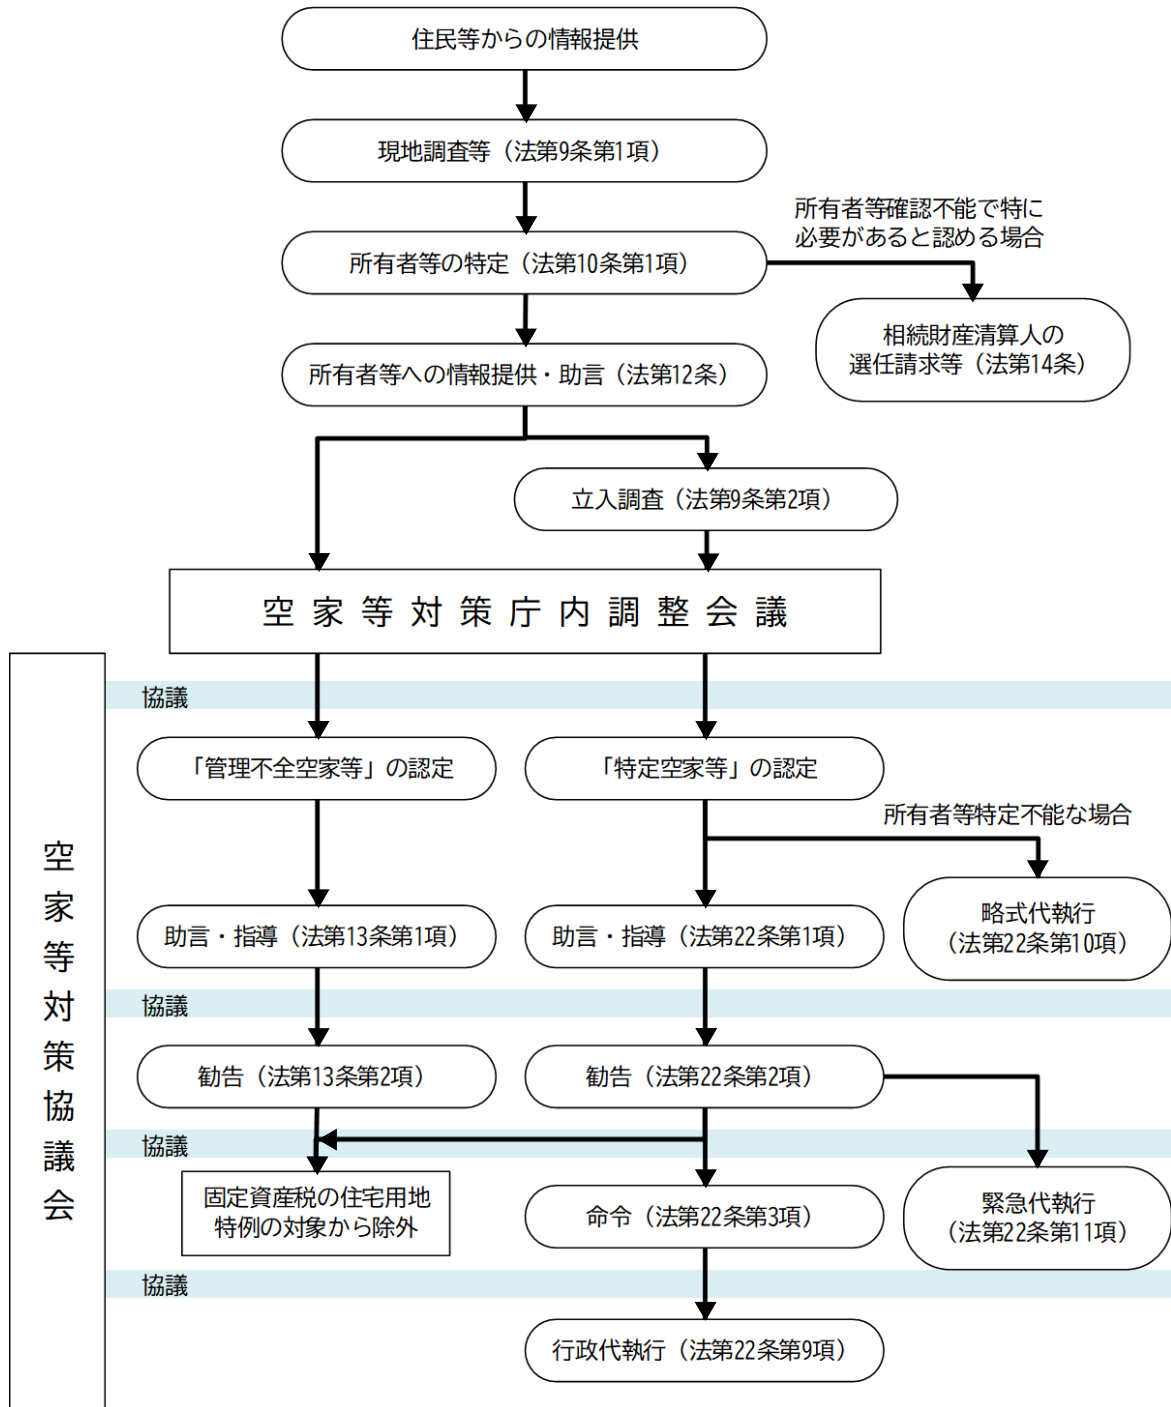 住民等からの情報提供
現地調査等（法第9条第1項）
所有者等確認不能で特に
必要があると認める場合
所有者等の特定（法第10条第1項）
相続財産清算人の
選任請求等（法第14条）
所有者等への情報提供・助言（法第12条）
立入調査（法第9条第2項）
空家等対策庁内調整会議
空家等対策協議会
協議
「管理不全空家等」の認定
「特定空家等」の認定
所有者等特定不能な場合
略式代執行
（法第22条第10項）
助言・指導（法第13条第1項）
助言・指導（法第22条第1項）
協議
勧告（法第13条第2項）
勧告（法第22条第2項）
協議
固定資産税の住宅用地
特例の対象から除外
命令（法第22条第3項）
緊急代執行
（法第22条第11項）
協議
行政代執行（法第22条第9項）